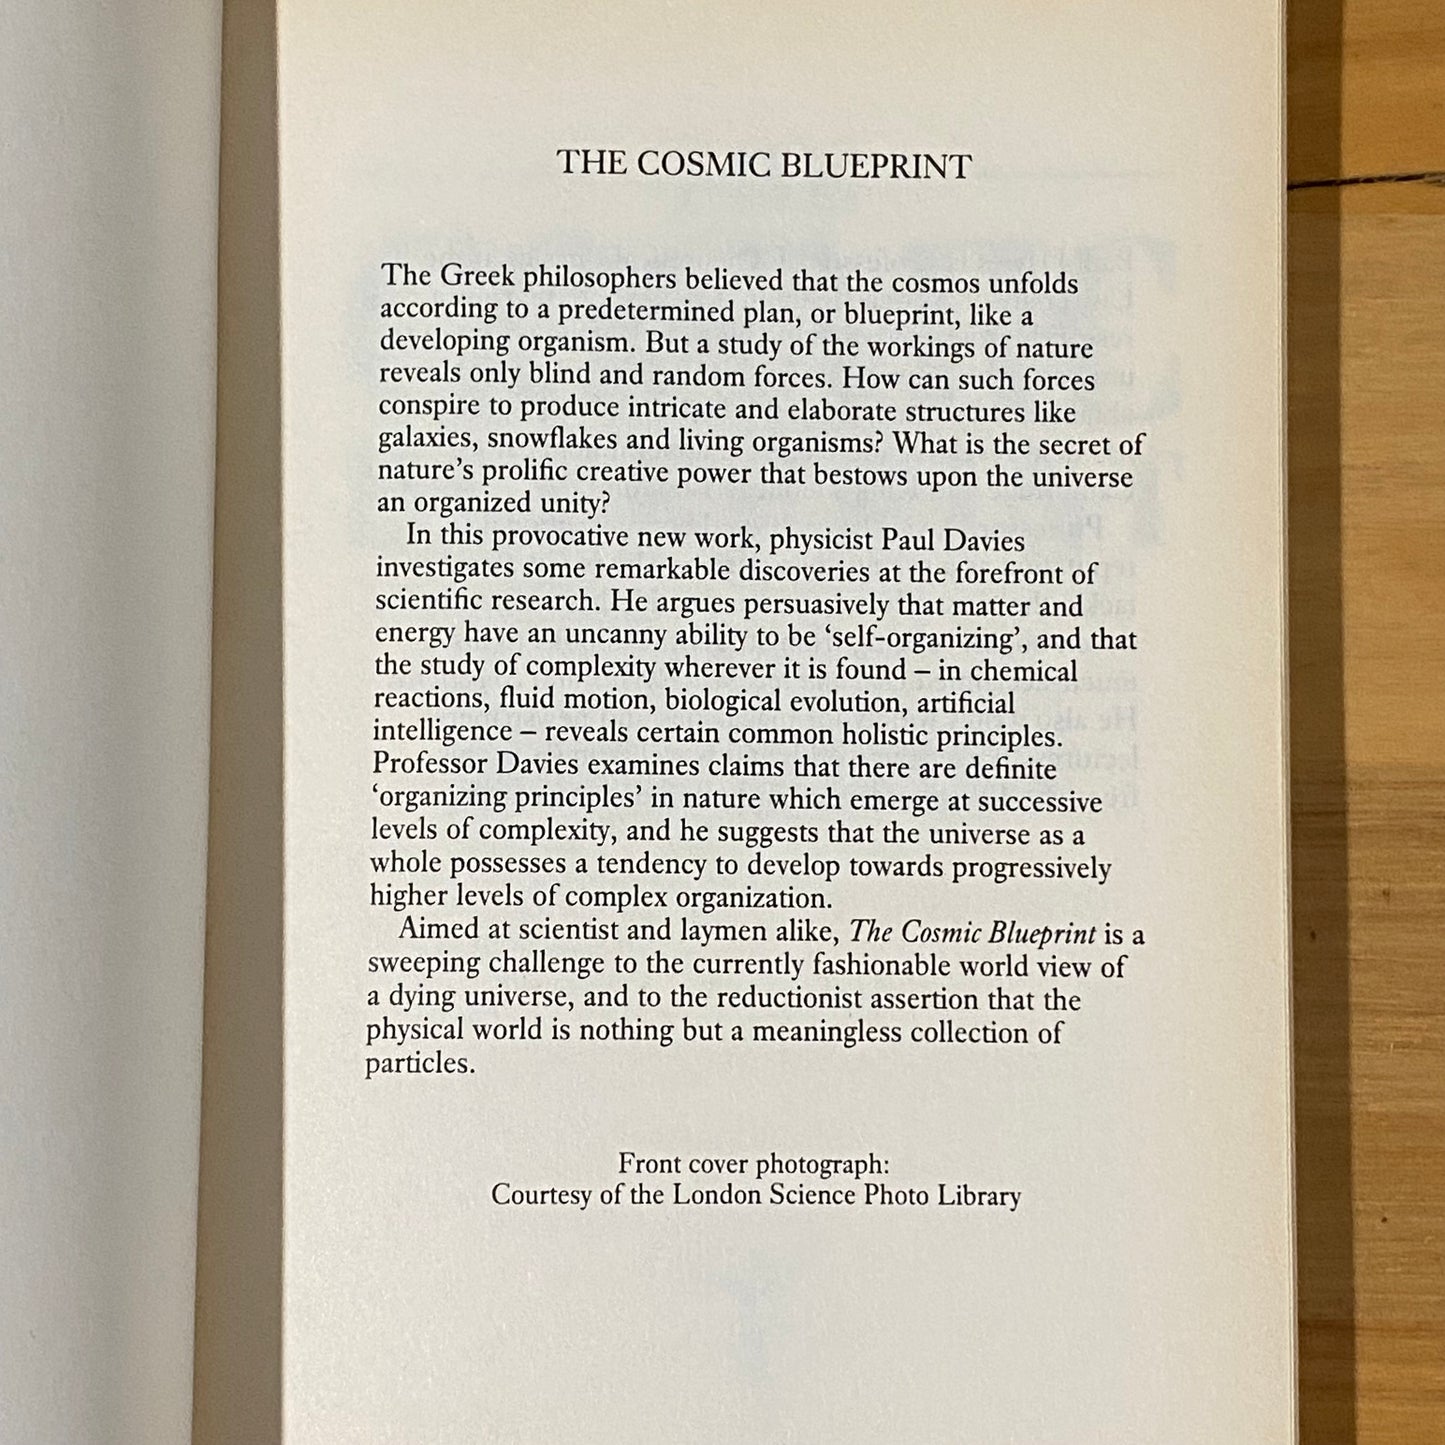 THE COSMIC BLUEPRINT
The Greek philosophers believed that the cosmos unfolds
according to a predetermined plan, or blueprint, like a
developing organism. But a study of the workings of nature
reveals only blind and random forces. How can such forces
conspire to produce intricate and elaborate structures like
galaxies, snowflakes and living organisms? What is the secret of
nature's prolific creative power that bestows upon the universe
an organized unity?
In this provocative new work, physicist Paul Davies
investigates some remarkable discoveries at the forefront of
scientific research. He argues persuasively that matter and
energy have an uncanny ability to be ‘self-organizing’, and that
the study of complexity wherever it is found – in chemical
reactions, fluid motion, biological evolution, artificial
intelligence – reveals certain common holistic principles.
Professor Davies examines claims that there are definite
‘organizing principles’ in nature which emerge at successive
levels of complexity, and he suggests that the universe as a
whole possesses a tendency to develop towards progressively
higher levels of complex organization.
Aimed at scientist and laymen alike, The Cosmic Blueprint is a
sweeping challenge to the currently fashionable world view of
a dying universe, and to the reductionist assertion that the
physical world is nothing but a meaningless collection of
particles.
Front cover photograph:
Courtesy of the London Science Photo Library